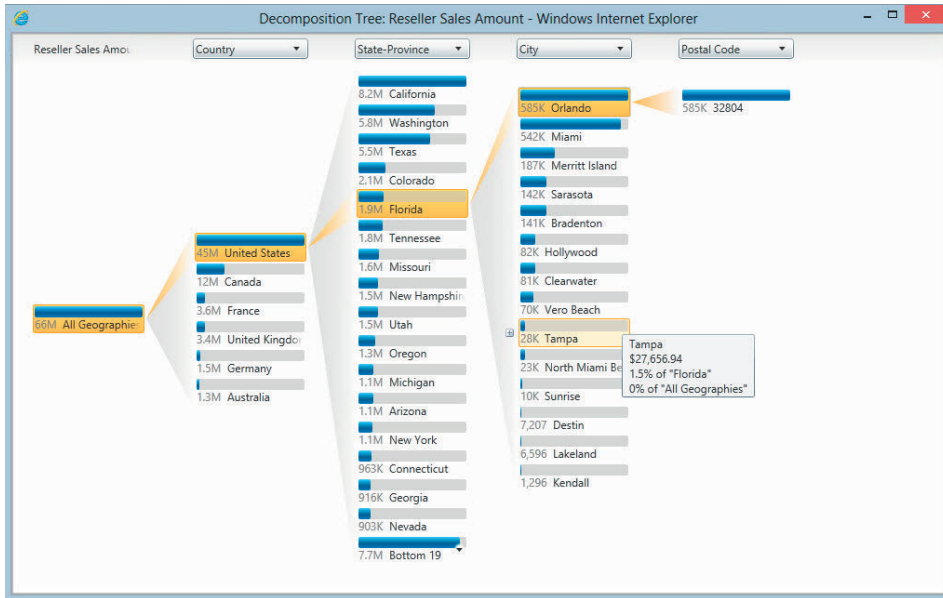 Decomposition Tree: Reseller Sales Amount - Windows Internet Explorer
Reseller Sales Amou
Country
State-Province
City
Postal Code
66M All Geographies
45M United States
12M Canada
3.6M France
3.4M United Kingdor
1.5M Germany
1.3M Australia
8.2M California
5.8M Washington
5.5M Texas
2.1M Colorado
1.9M Florida
1.8M Tennessee
1.6M Missouri
1.5M New Hampshire
1.5M Utah
1.3M Oregon
1.1M Michigan
1.1M Arizona
1.1M New York
963K Connecticut
916K Georgia
903K Nevada
7.7M Bottom 19
585K Orlando
542K Miami
187K Merritt Island
142K Sarasota
141K Bradenton
82K Hollywood
81K Clearwater
70K Vero Beach
28K Tampa
23K North Miami Be
10K Sunrise
7,207 Destin
6,596 Lakeland
1,296 Kendall
585K 32804
Tampa
$27,656.94
1.5% of "Florida"
0% of "All Geographies"